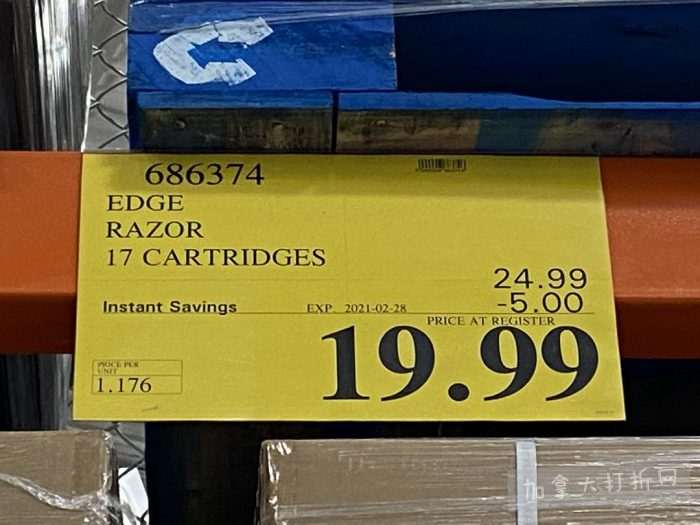 686374
EDGE
RAZOR
17 CARTRIDGES
24.99
Instant Savings EXP 2021-02-28 -5.00
PRICE AT REGISTER
19.99
PRICE PER
UNIT
1.176
加拿大打折网